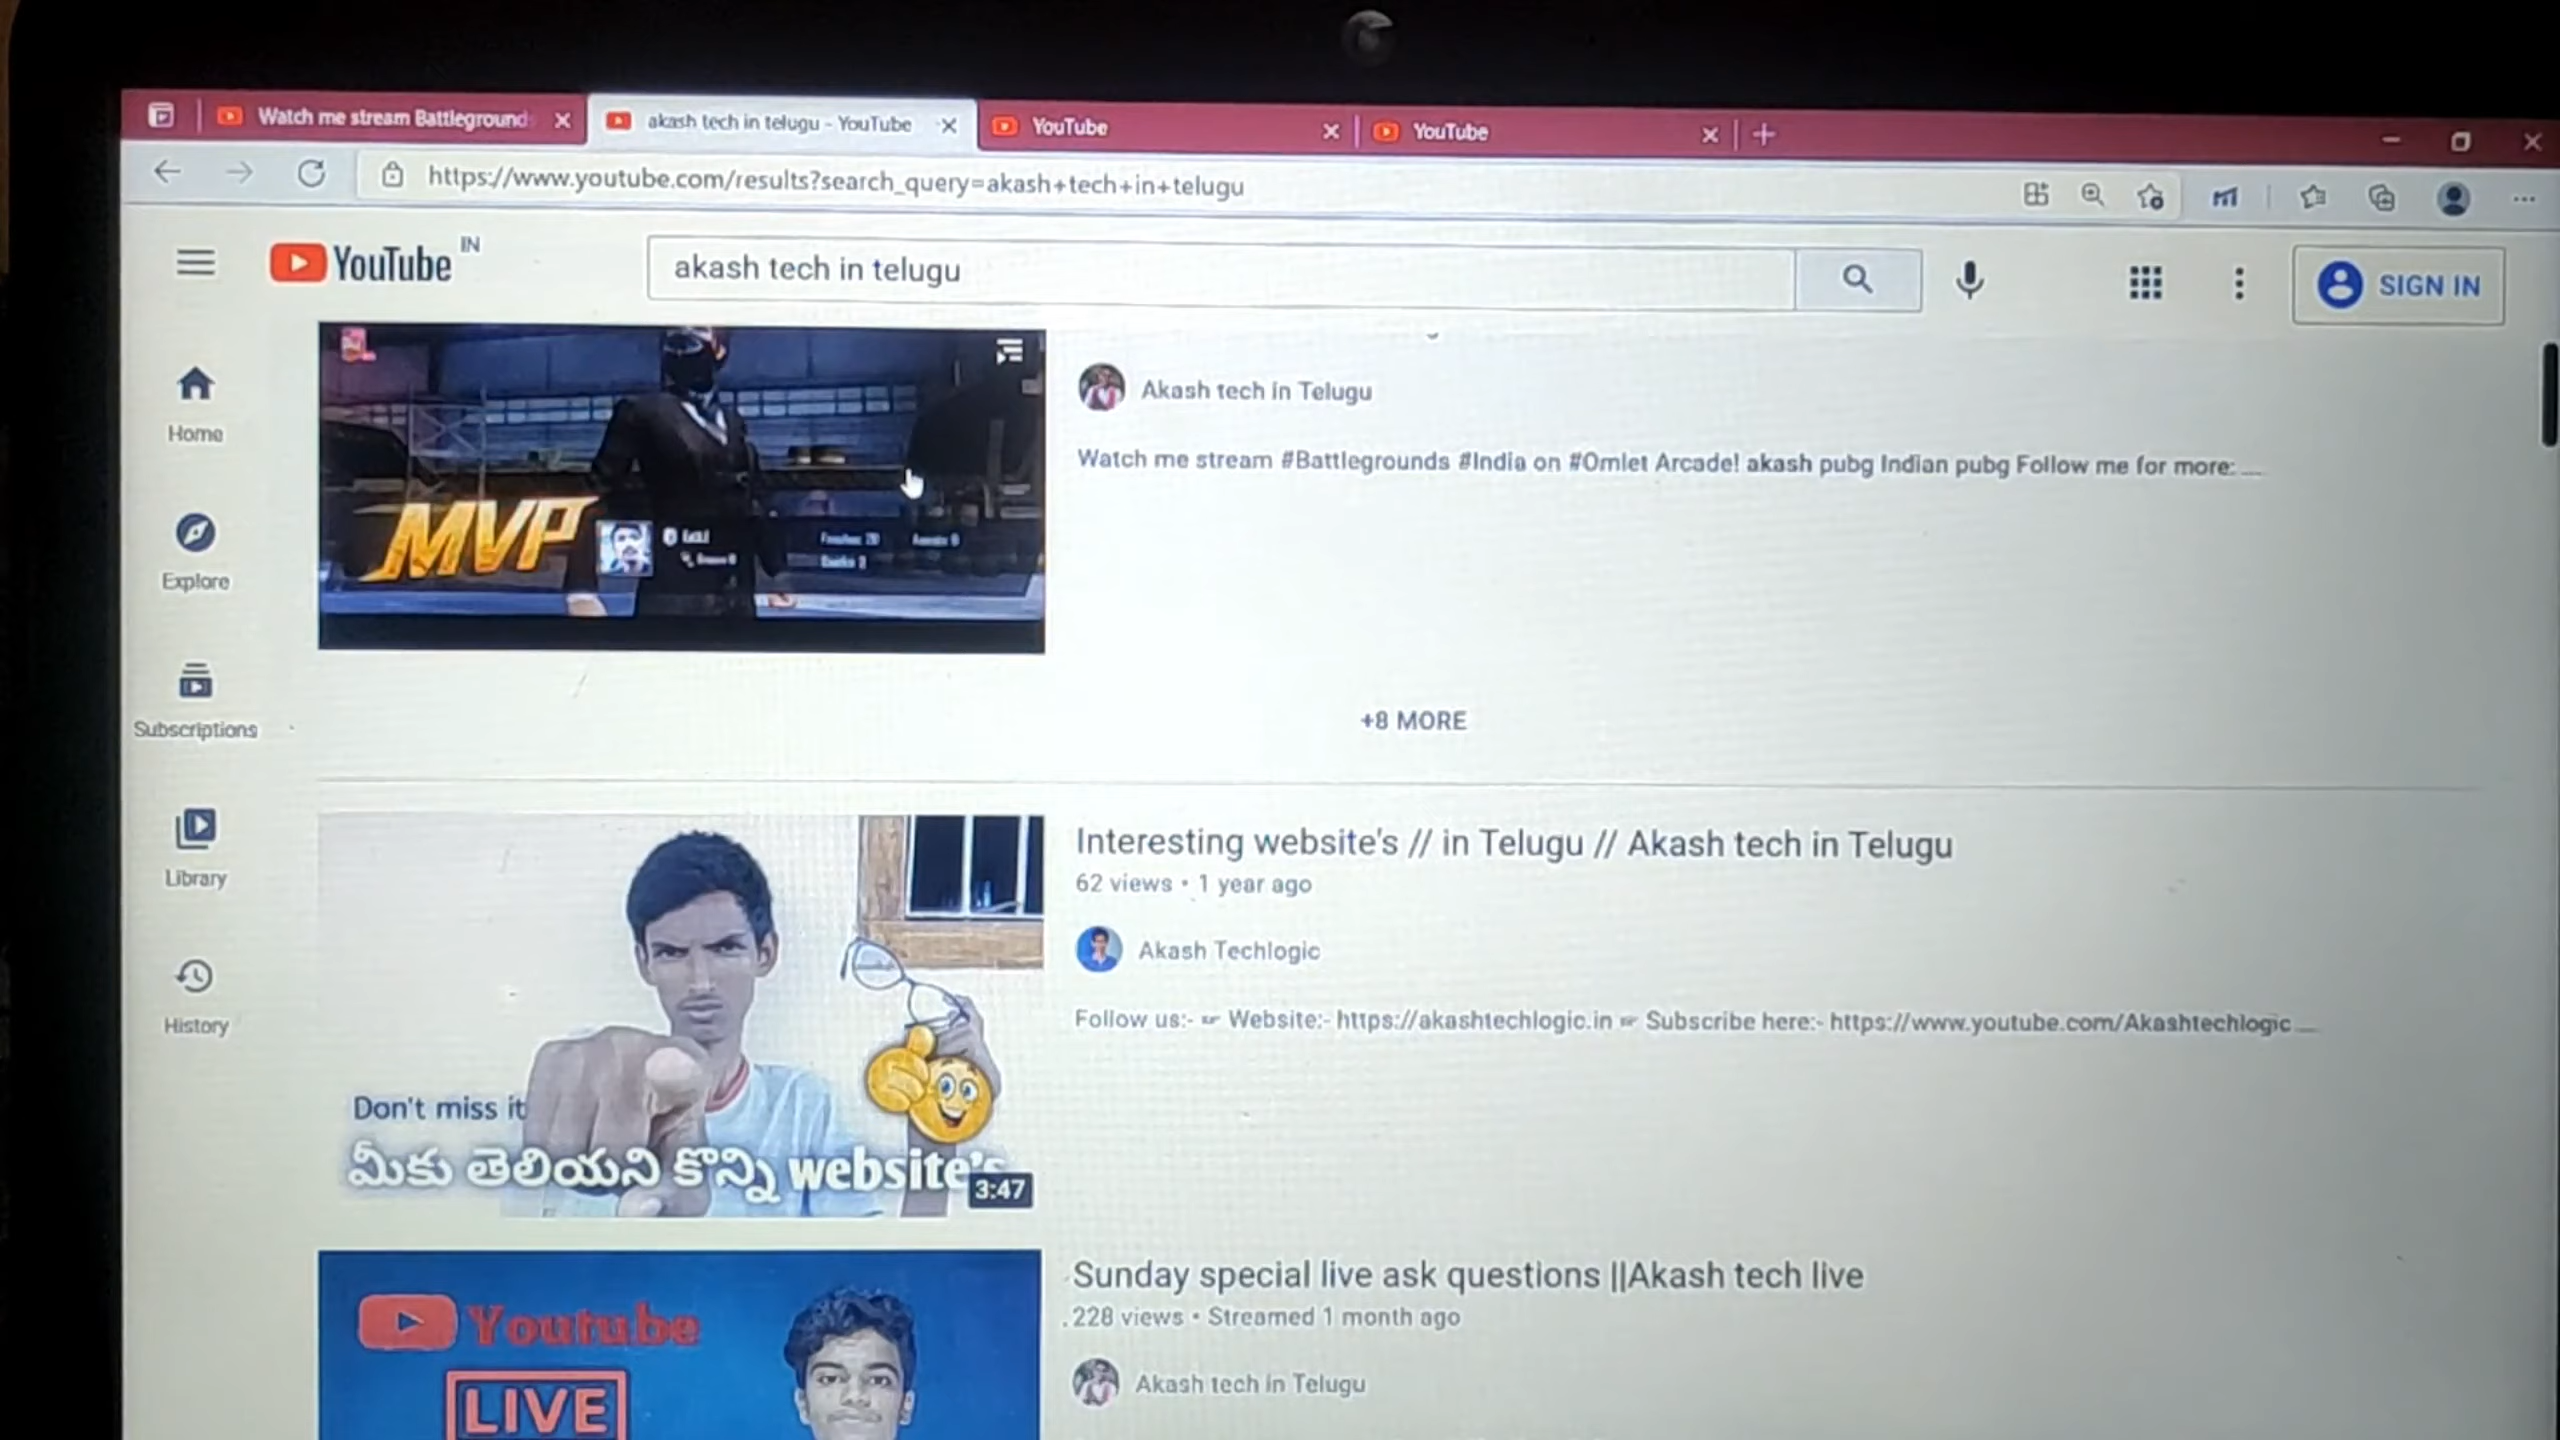 Watch me stream Battleground
akash tech in telugu - YouTube
YouTube
YouTube
https://www.youtube.com/results?search_query=akash+tech+in+telugu
YouTube IN
akash tech in telugu
SIGN IN
Home
Explore
Subscriptions
Library
History
MVP
Akash tech in Telugu
Watch me stream #Battlegrounds #India on #Omlet Arcade! akash pubg Indian pubg Follow me for more: ...
+8 MORE
Don't miss it
మీకు తెలియని కొన్ని website's
3:47
Interesting website's // in Telugu // Akash tech in Telugu
62 views • 1 year ago
Akash Techlogic
Follow us:- ☞ Website:- https://akashtechlogic.in ☞ Subscribe here:- https://www.youtube.com/Akashtechlogic ...
Youtube
LIVE
Sunday special live ask questions ||Akash tech live
228 views • Streamed 1 month ago
Akash tech in Telugu